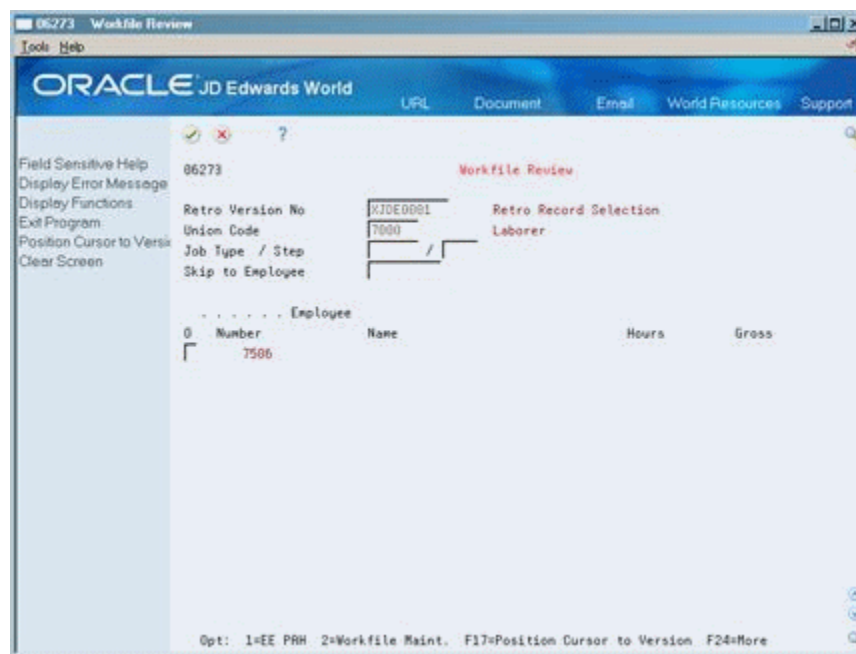 06273 Workfile Review
Tools Help
ORACLE JD Edwards World
URL Document Email World Resources Support
?
Field Sensitive Help
Display Error Message
Display Functions
Exit Program
Position Cursor to Versi
Clear Screen
06273 Workfile Review
Retro Version No XJDE0001 Retro Record Selection
Union Code 7000 Laborer
Job Type / Step /
Skip to Employee
. . . . . . Employee
O Number Name Hours Gross
7506
Opt: 1=EE PRH 2=Workfile Maint. F17=Position Cursor to Version F24=More